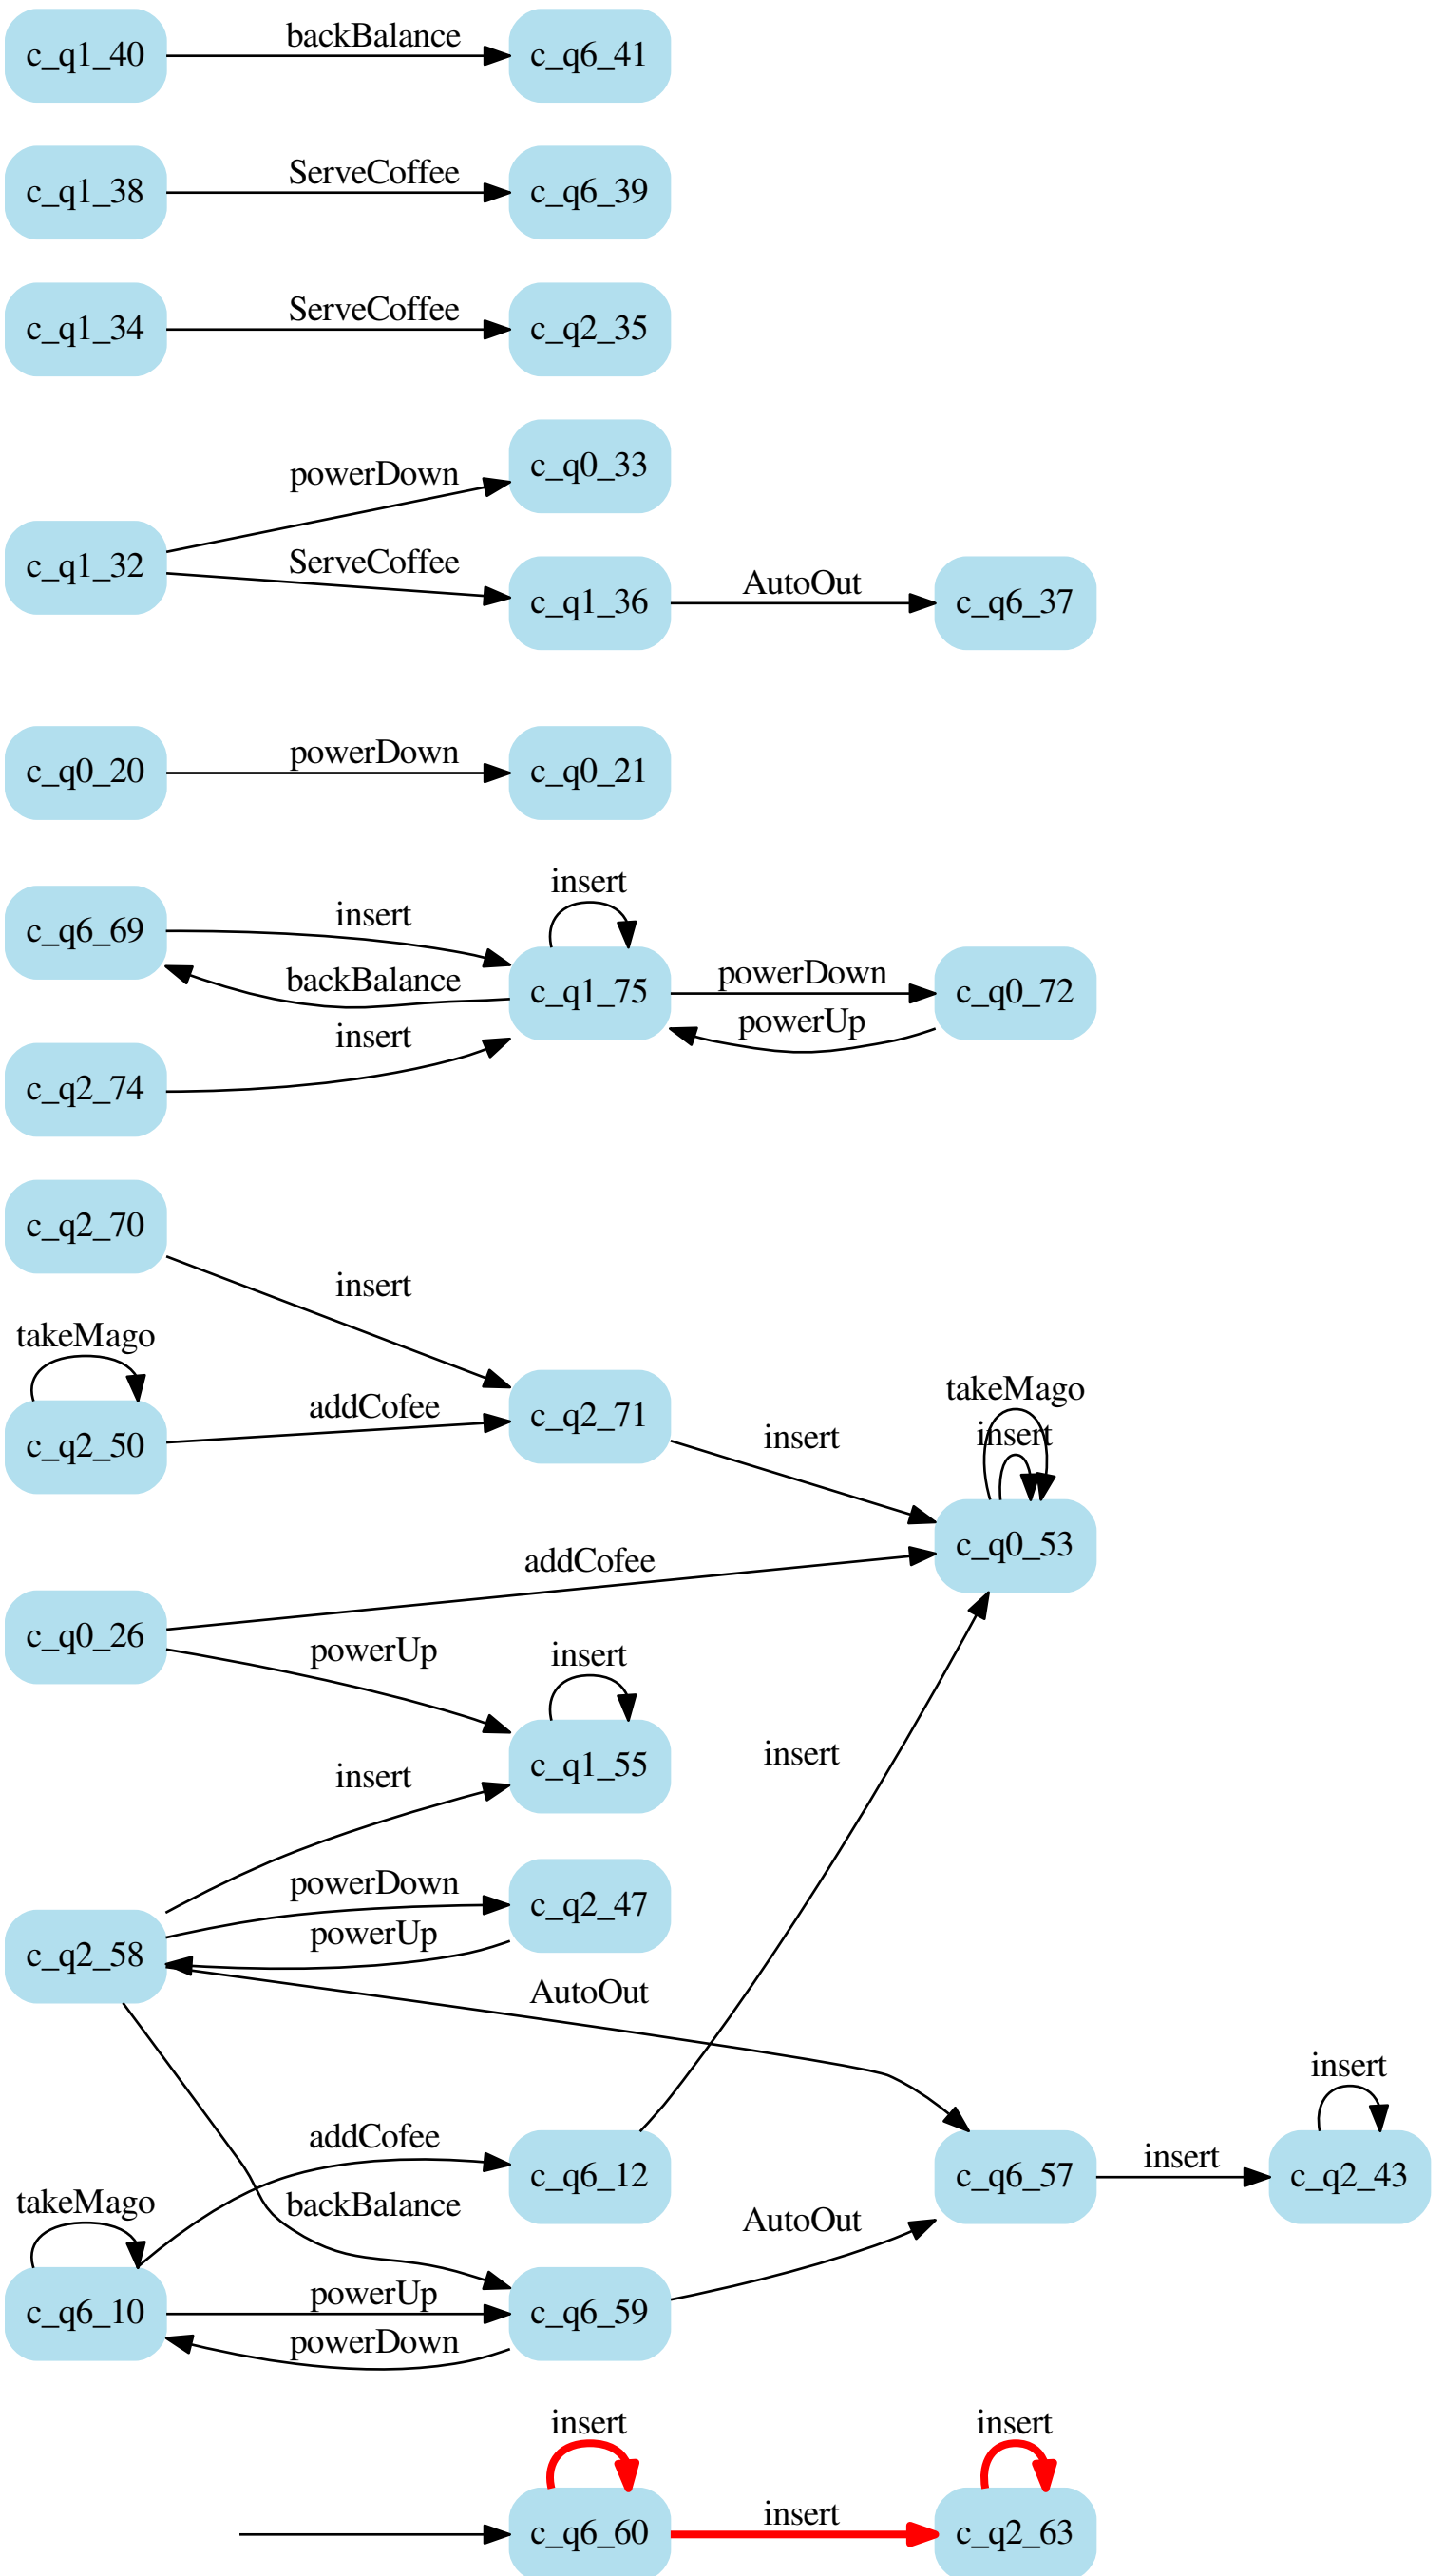 backBalance
c_q1_40
c_q6_41
ServeCoffee
c_q1_38
c_q6_39
ServeCoffee
c_q1_34
c_q2_35
c_q0_33
powerDown
ServeCoffee
c_q1_32
AutoOut
c_q1_36
c_q6_37
powerDown
c_q0_20
c_q0_21
insert
insert
c_q6_69
backBalance
powerDown
c_q1_75
c_q0_72
powerUp
insert
c_q2_74
c_q2_70
insert
takeMago
takeMago
addCofee
c_q2_71
insert
insert
c_q2_50
c_q0_53
addCofee
c_q0_26
powerUp
insert
insert
c_q1_55
insert
powerDown
c_q2_47
powerUp
c_q2_58
AutoOut
insert
addCofee
insert
c_q6_12
c_q6_57
c_q2_43
takeMago
backBalance
AutoOut
powerUp
c_q6_10
c_q6_59
powerDown
insert
insert
insert
c_q6_60
c_q2_63